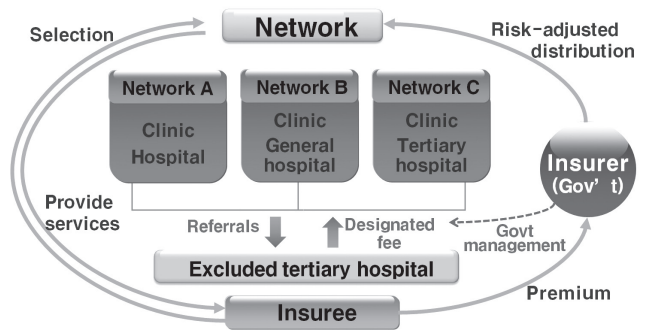 Selection
Network
Risk-adjusted
distribution
Network A
Clinic
Hospital
Network B
Clinic
General
hospital
Network C
Clinic
Tertiary
hospital
Insurer
(Gov' t)
Provide
services
Referrals
Designated
fee
Govt
management
Excluded tertiary hospital
Insuree
Premium